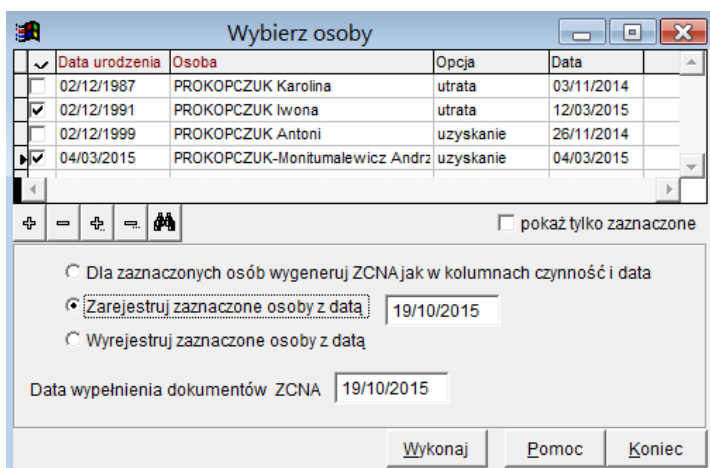 Wybierz osoby
Data urodzenia Osoba Opcja Data
02/12/1987 PROKOPCZUK Karolina utrata 03/11/2014
02/12/1991 PROKOPCZUK Iwona utrata 12/03/2015
02/12/1999 PROKOPCZUK Antoni uzyskanie 26/11/2014
04/03/2015 PROKOPCZUK-Monitumalewicz Andrz uzyskanie 04/03/2015
pokaż tylko zaznaczone
Dla zaznaczonych osób wygeneruj ZCNA jak w kolumnach czynność i data
Zarejestruj zaznaczone osoby z datą 19/10/2015
Wyrejestruj zaznaczone osoby z datą
Data wypełnienia dokumentów ZCNA 19/10/2015
Wykonaj Pomoc Koniec